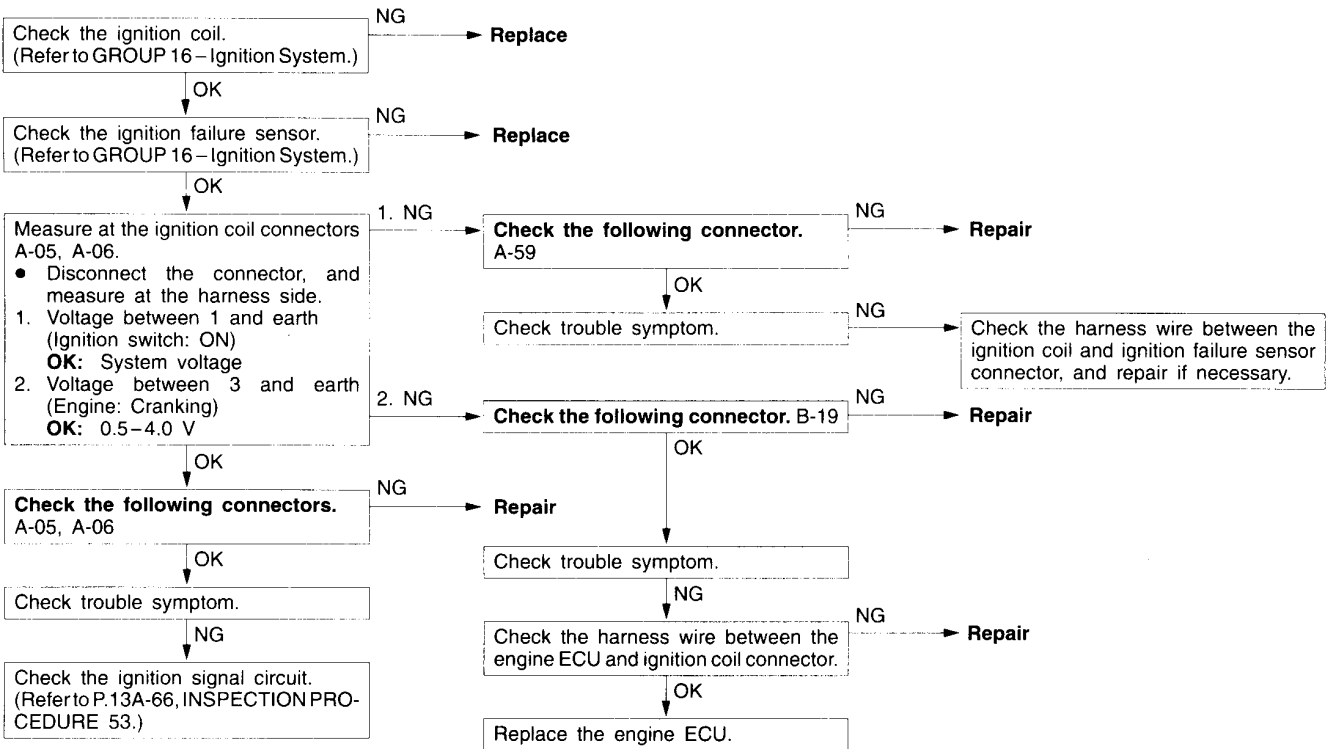 Check the ignition coil.
(Refer to GROUP 16 – Ignition System.)
NG
Replace
OK
Check the ignition failure sensor.
(Refer to GROUP 16 – Ignition System.)
NG
Replace
OK
Measure at the ignition coil connectors
A-05, A-06.
● Disconnect the connector, and
measure at the harness side.
1. Voltage between 1 and earth
(Ignition switch: ON)
OK: System voltage
2. Voltage between 3 and earth
(Engine: Cranking)
OK: 0.5–4.0 V
1. NG
Check the following connector.
A-59
NG
Repair
OK
Check trouble symptom.
NG
Check the harness wire between the
ignition coil and ignition failure sensor
connector, and repair if necessary.
2. NG
Check the following connector. B-19
NG
Repair
OK
Check trouble symptom.
NG
Check the harness wire between the
engine ECU and ignition coil connector.
NG
Repair
OK
Replace the engine ECU.
OK
Check the following connectors.
A-05, A-06
NG
Repair
OK
Check trouble symptom.
NG
Check the ignition signal circuit.
(Refer to P.13A-66, INSPECTION PRO-
CEDURE 53.)